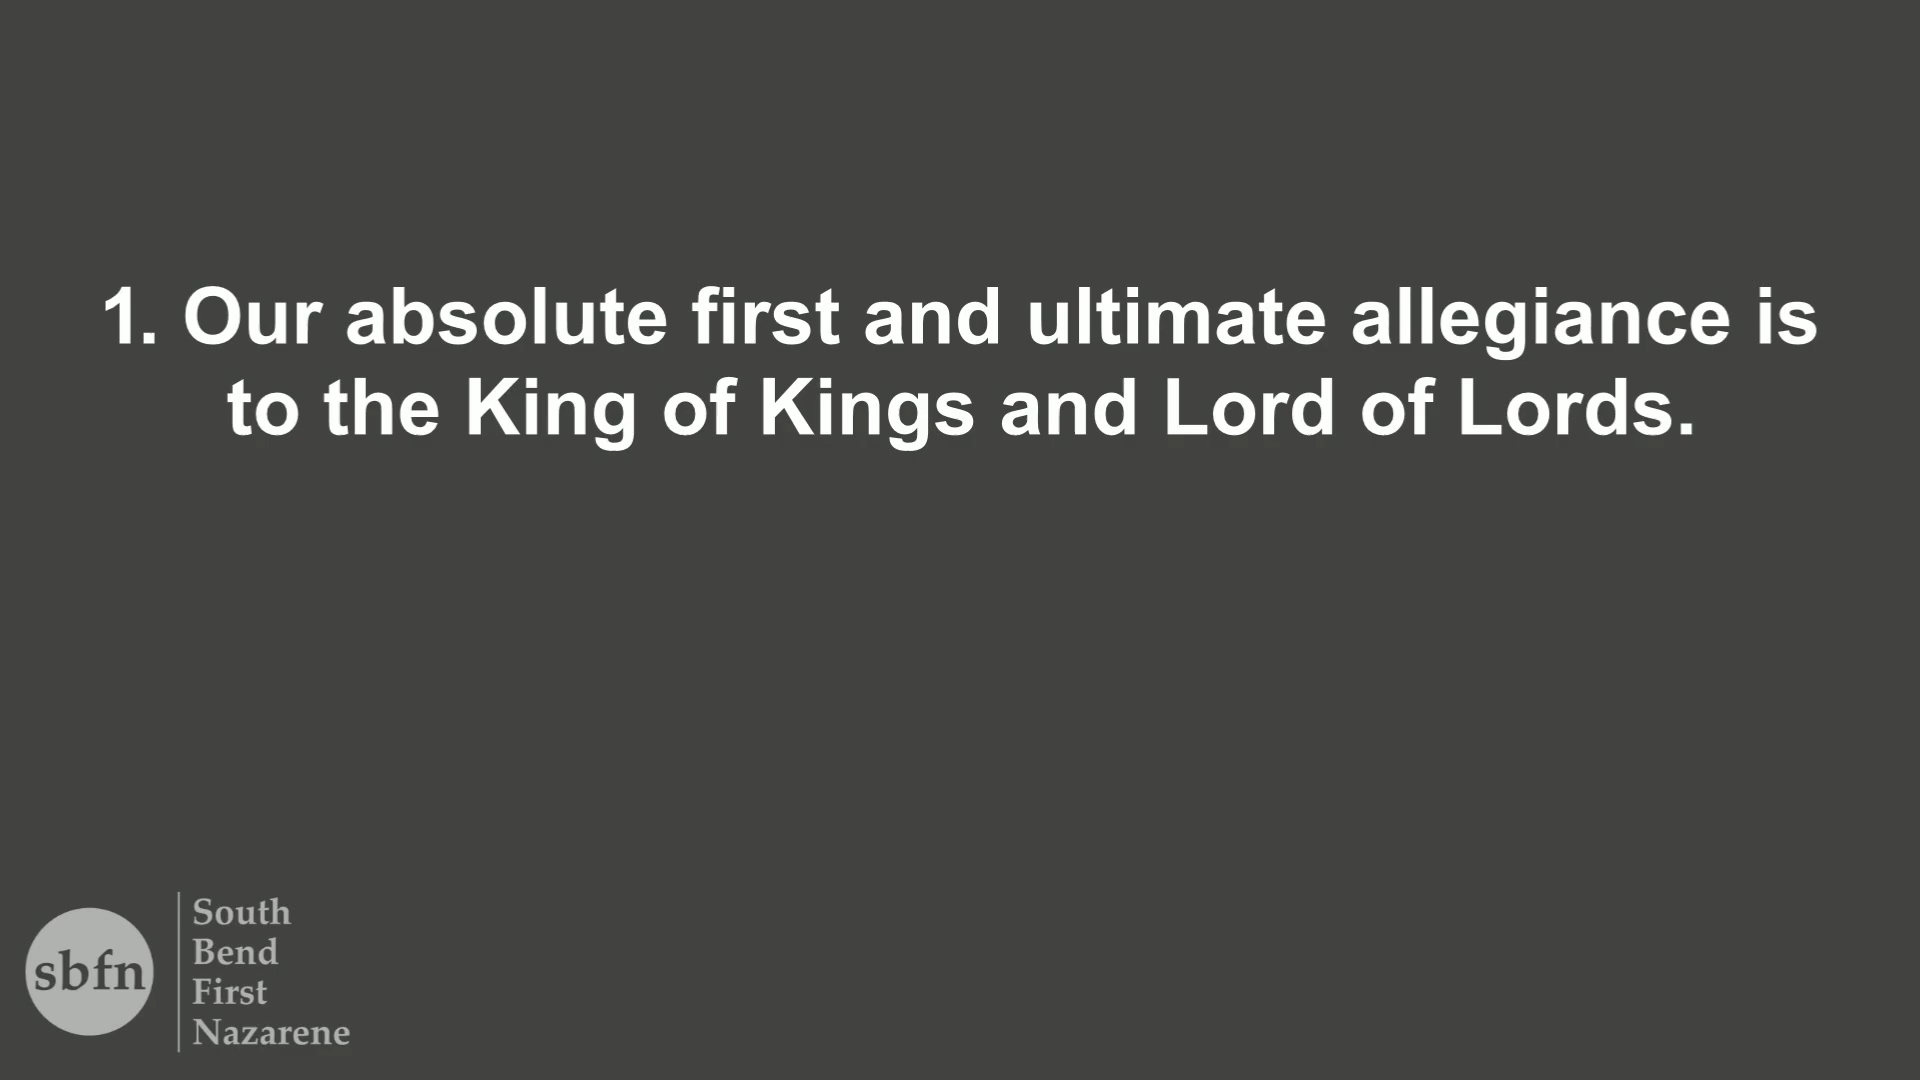 1. Our absolute first and ultimate allegiance is
to the King of Kings and Lord of Lords.
sbfn
South
Bend
First
Nazarene